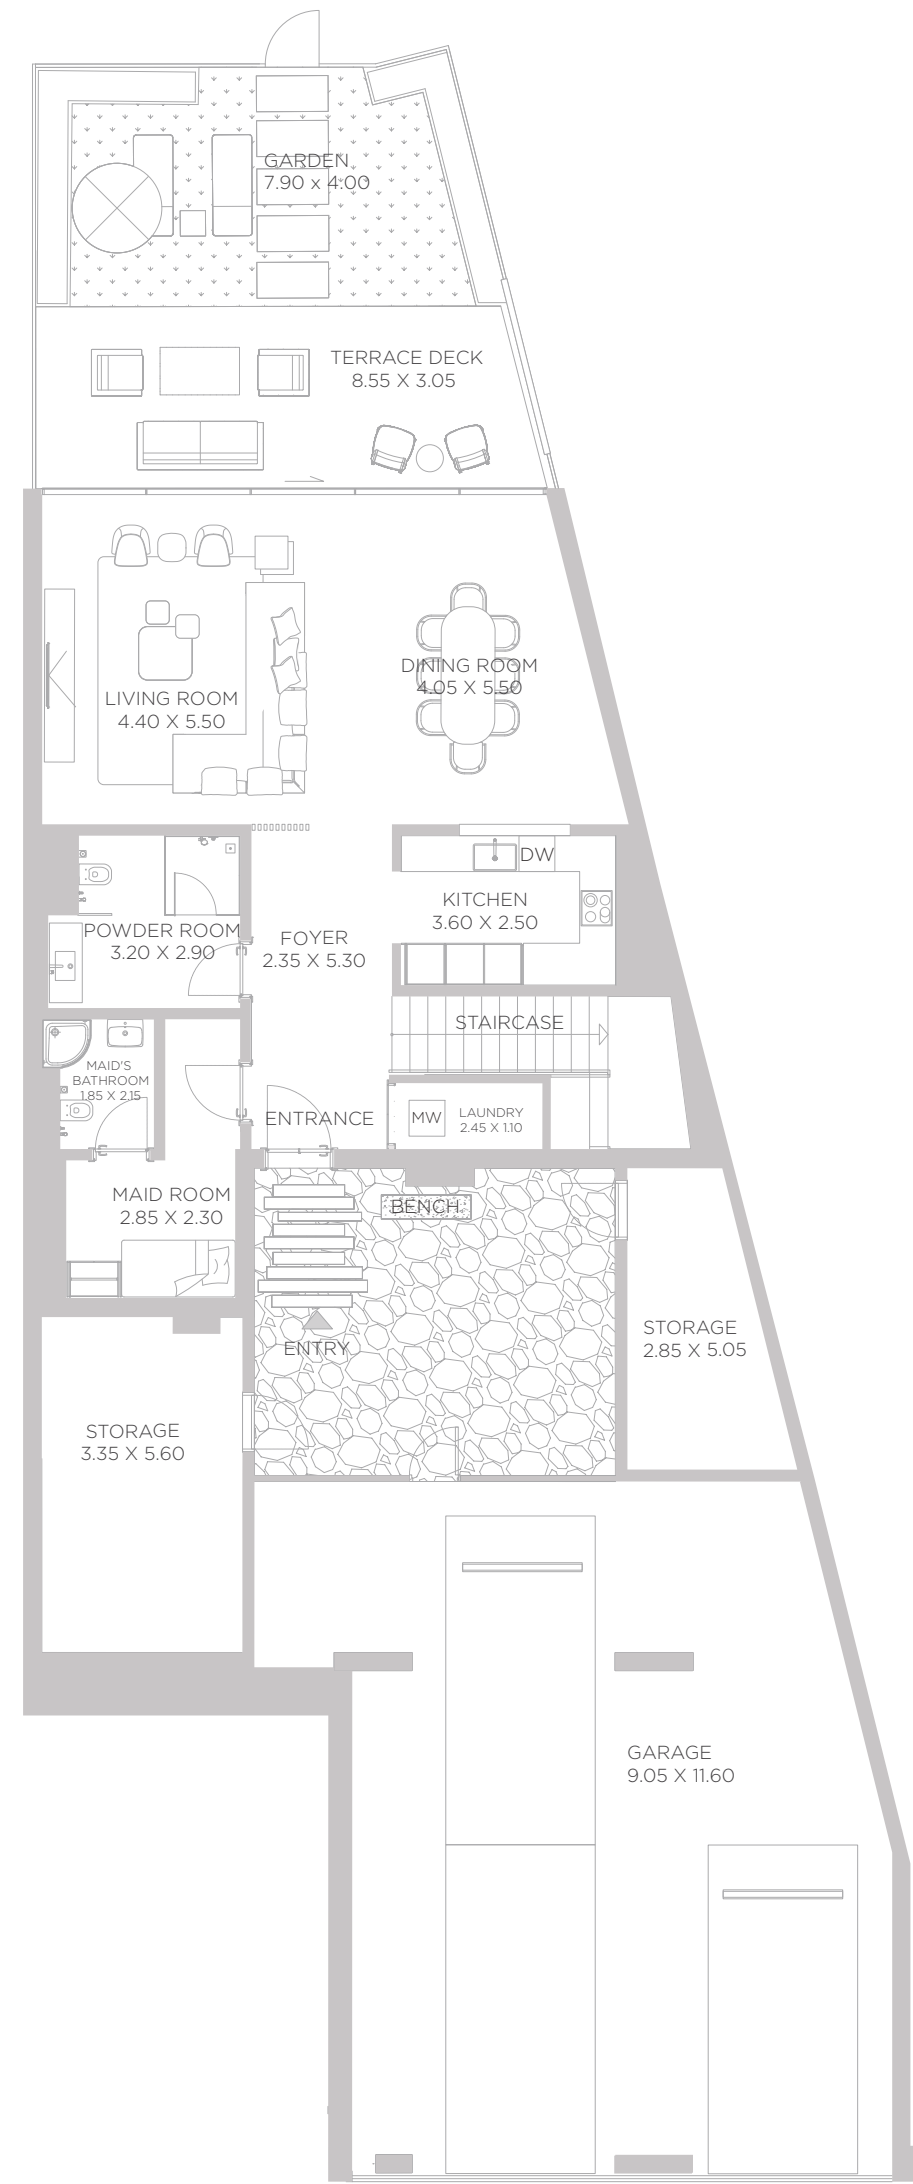 GARDEN
7.90 x 4.00
TERRACE DECK
8.55 X 3.05
DINING ROOM
4.05 X 5.50
LIVING ROOM
4.40 X 5.50
DW
KITCHEN
3.60 X 2.50
POWDER ROOM
3.20 X 2.90
FOYER
2.35 X 5.30
STAIRCASE
MAID'S
BATHROOM
1.85 X 2.15
ENTRANCE
MW
LAUNDRY
2.45 X 1.10
MAID ROOM
2.85 X 2.30
BENCH
ENTRY
STORAGE
2.85 X 5.05
STORAGE
3.35 X 5.60
GARAGE
9.05 X 11.60